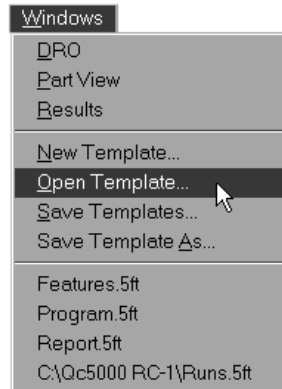 Windows
DRO
Part View
Results
New Template...
Open Template...
Save Templates...
Save Template As...
Features.5ft
Program.5ft
Report.5ft
C:\Qc5000 RC-1\Runs.5ft